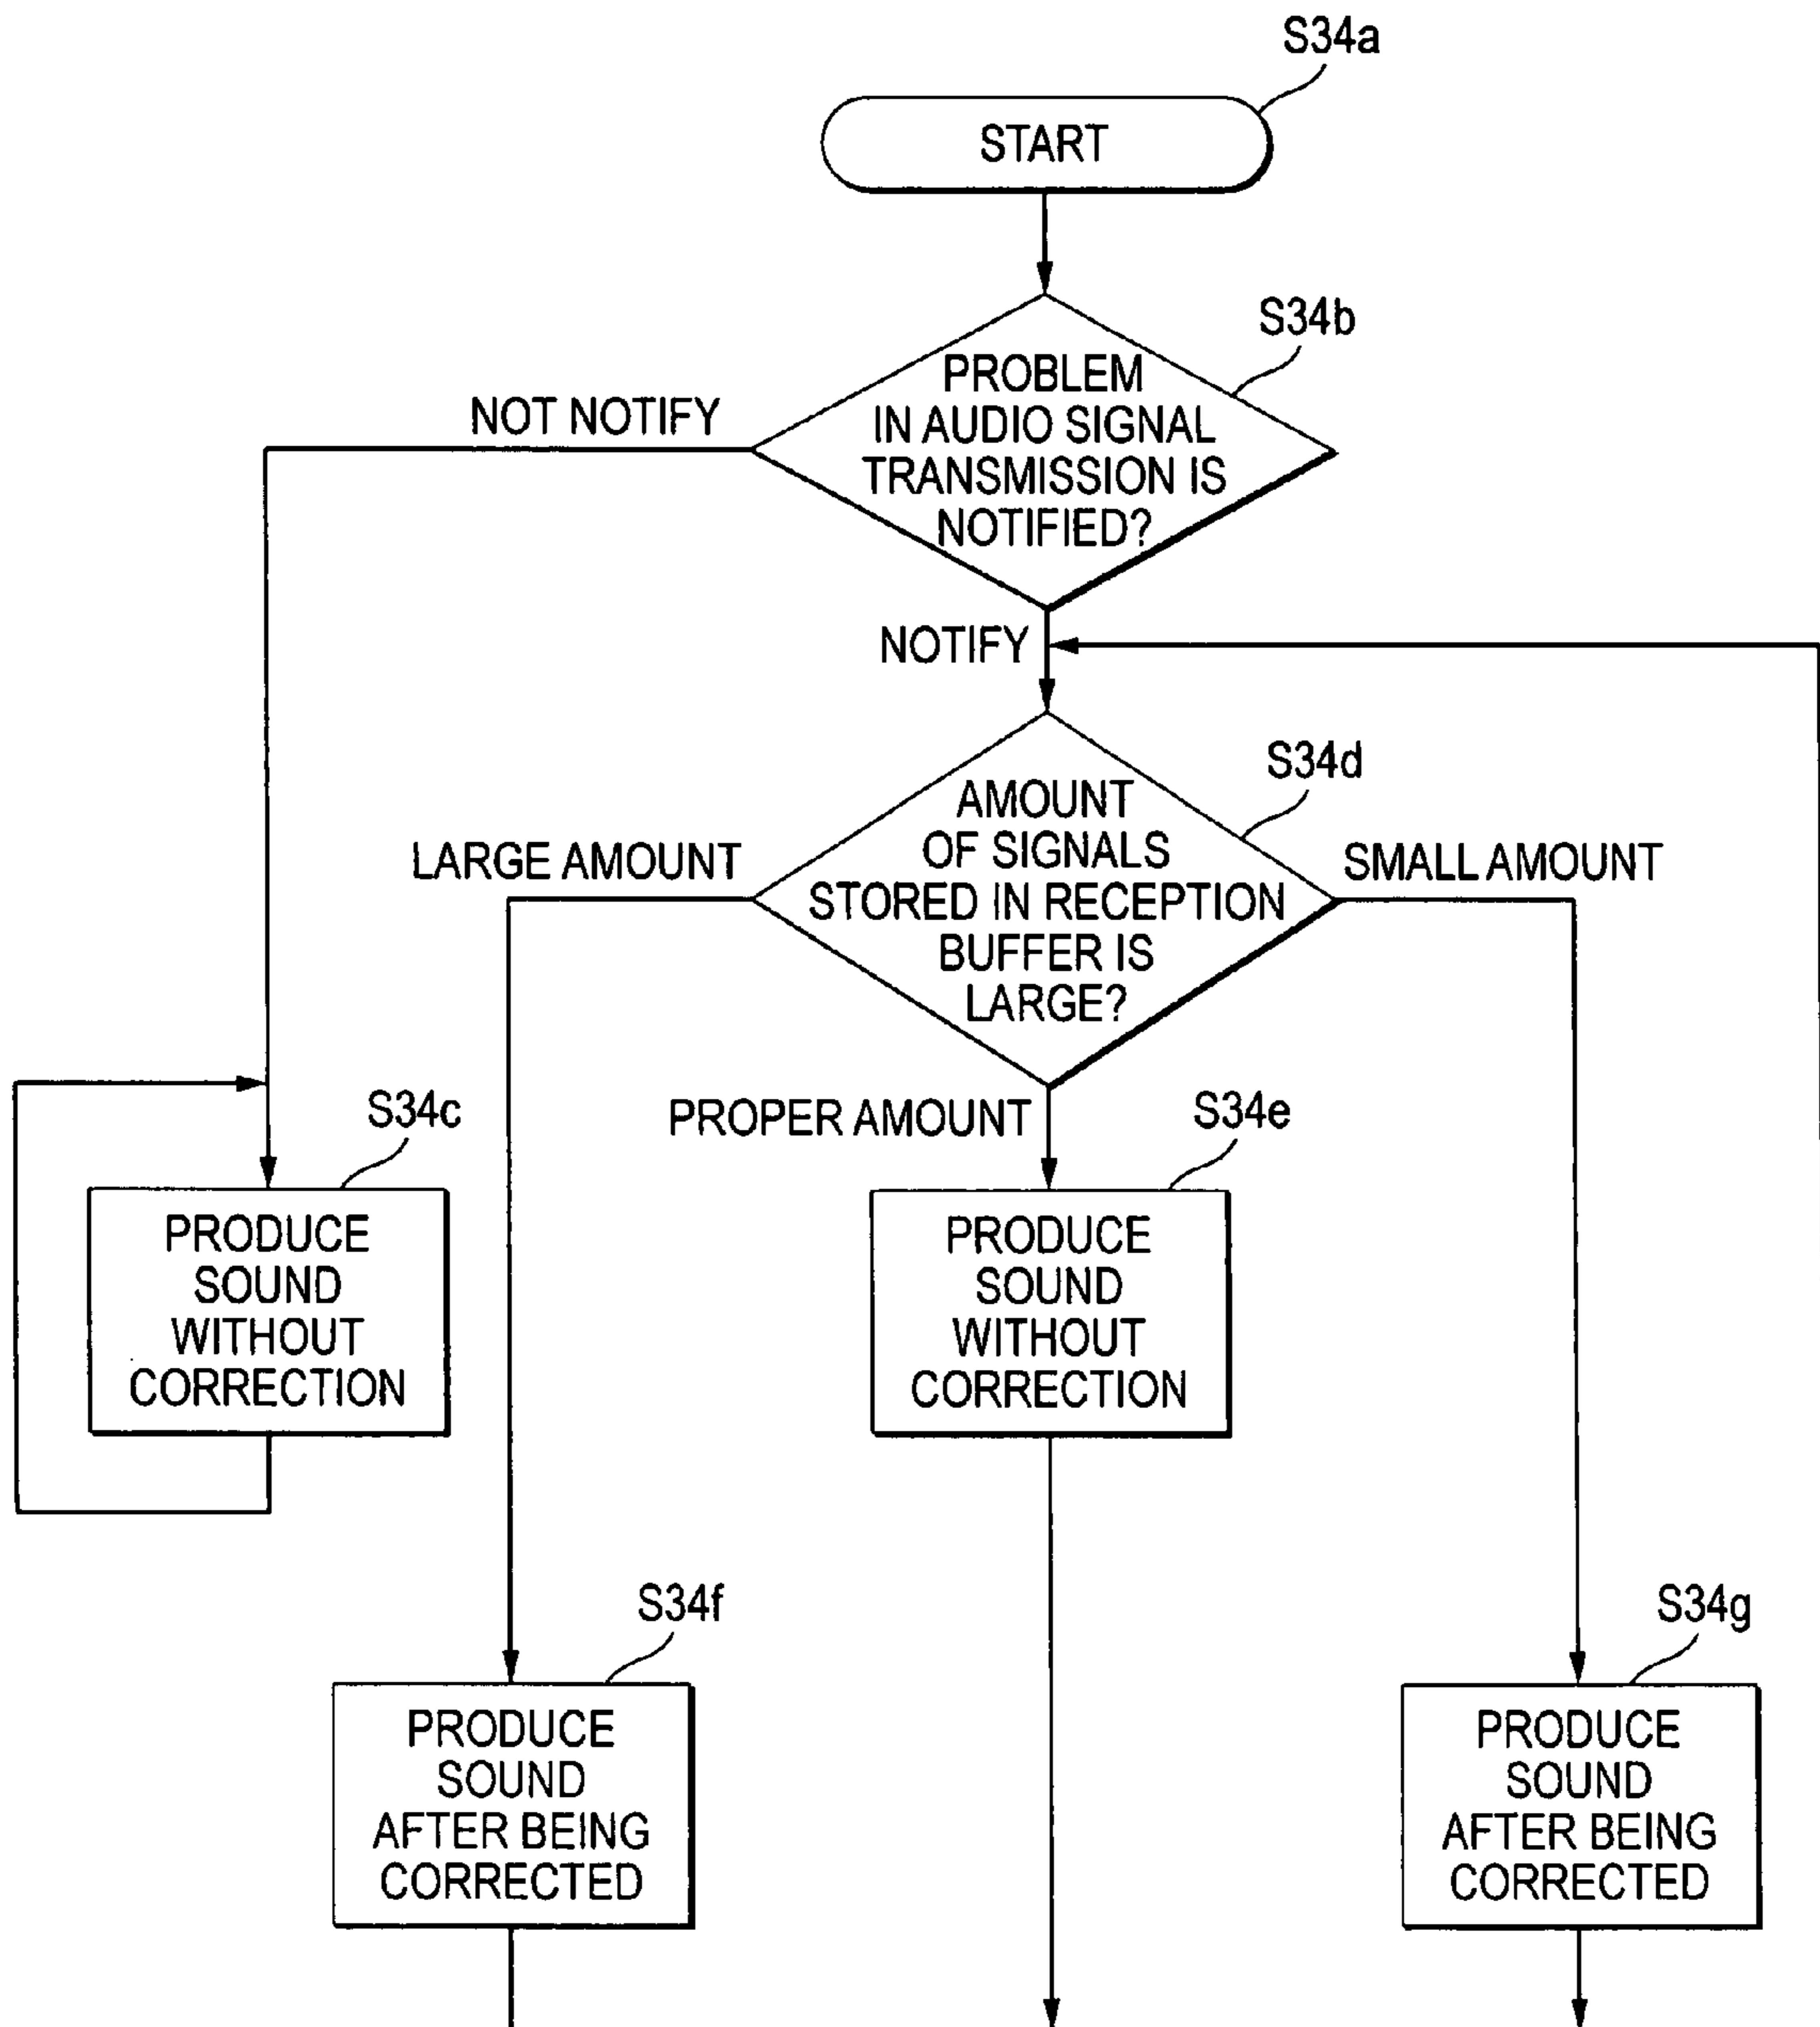 S34a
START
S34b
PROBLEM
IN AUDIO SIGNAL
TRANSMISSION IS
NOTIFIED?
NOT NOTIFY
NOTIFY
S34d
AMOUNT
OF SIGNALS
STORED IN RECEPTION
BUFFER IS
LARGE?
LARGE AMOUNT
SMALL AMOUNT
PROPER AMOUNT
S34c
PRODUCE
SOUND
WITHOUT
CORRECTION
S34e
PRODUCE
SOUND
WITHOUT
CORRECTION
S34f
PRODUCE
SOUND
AFTER BEING
CORRECTED
S34g
PRODUCE
SOUND
AFTER BEING
CORRECTED